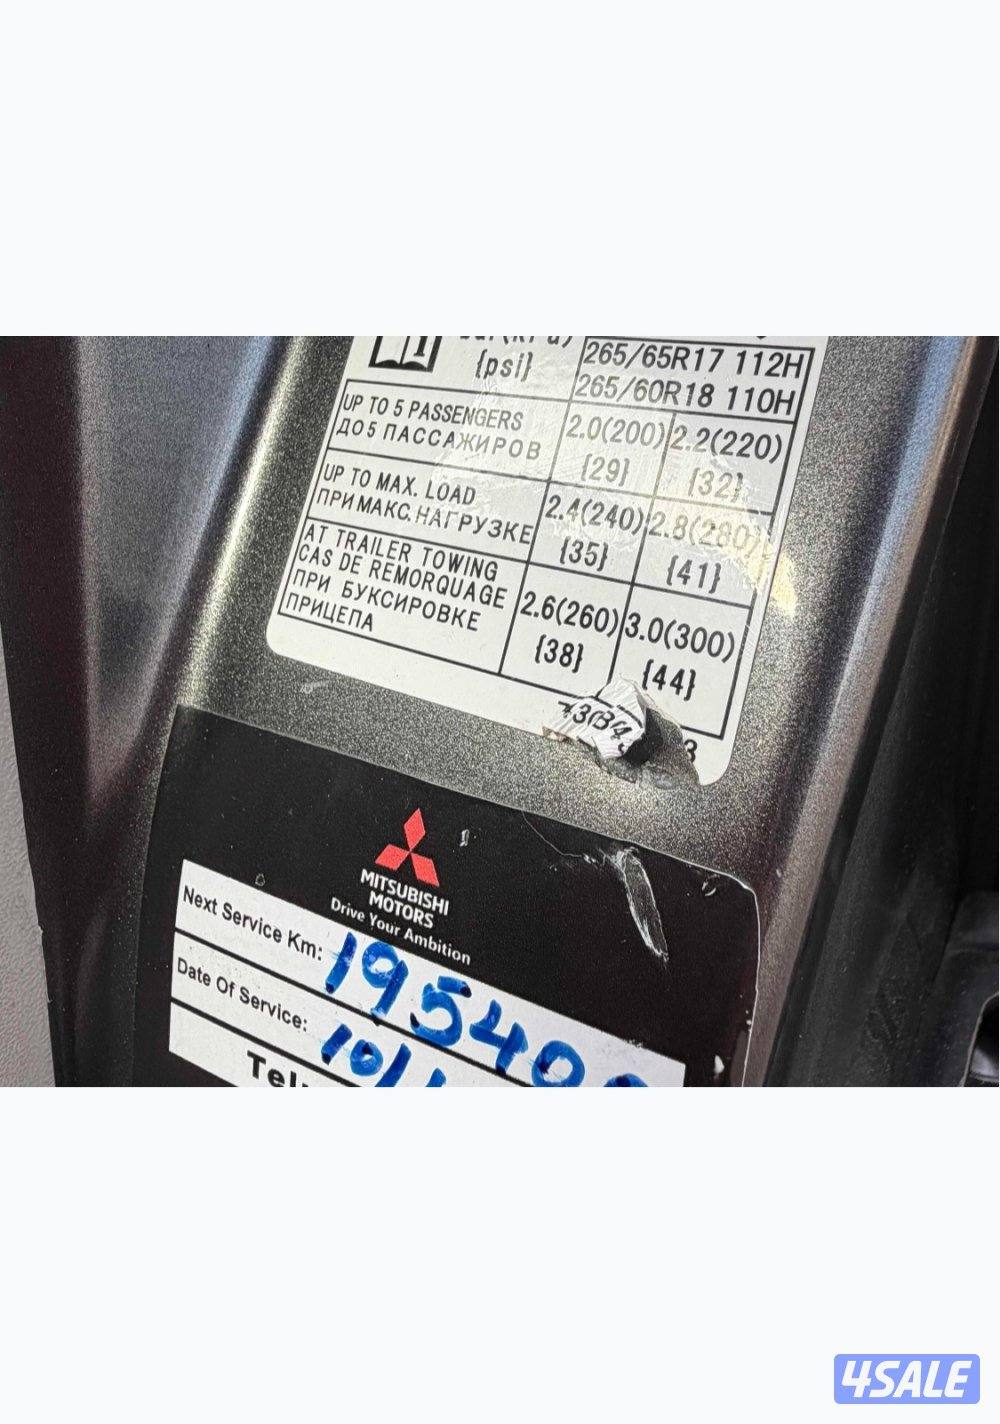 {psi}
265/65R17 112H
265/60R18 110H
UP TO 5 PASSENGERS
ДО 5 ПАССАЖИРОВ
2.0(200) 2.2(220)
{29} {32}
UP TO MAX. LOAD
ПРИ МАКС. НАГРУЗКЕ
2.4(240) 2.8(280)
{35} {41}
AT TRAILER TOWING
CAS DE REMORQUAGE
ПРИ БУКСИРОВКЕ
ПРИЦЕПА
2.6(260) 3.0(300)
{38} {44}
MITSUBISHI
MOTORS
Drive Your Ambition
Next Service Km: 19540
Date Of Service: 10/
4SALE